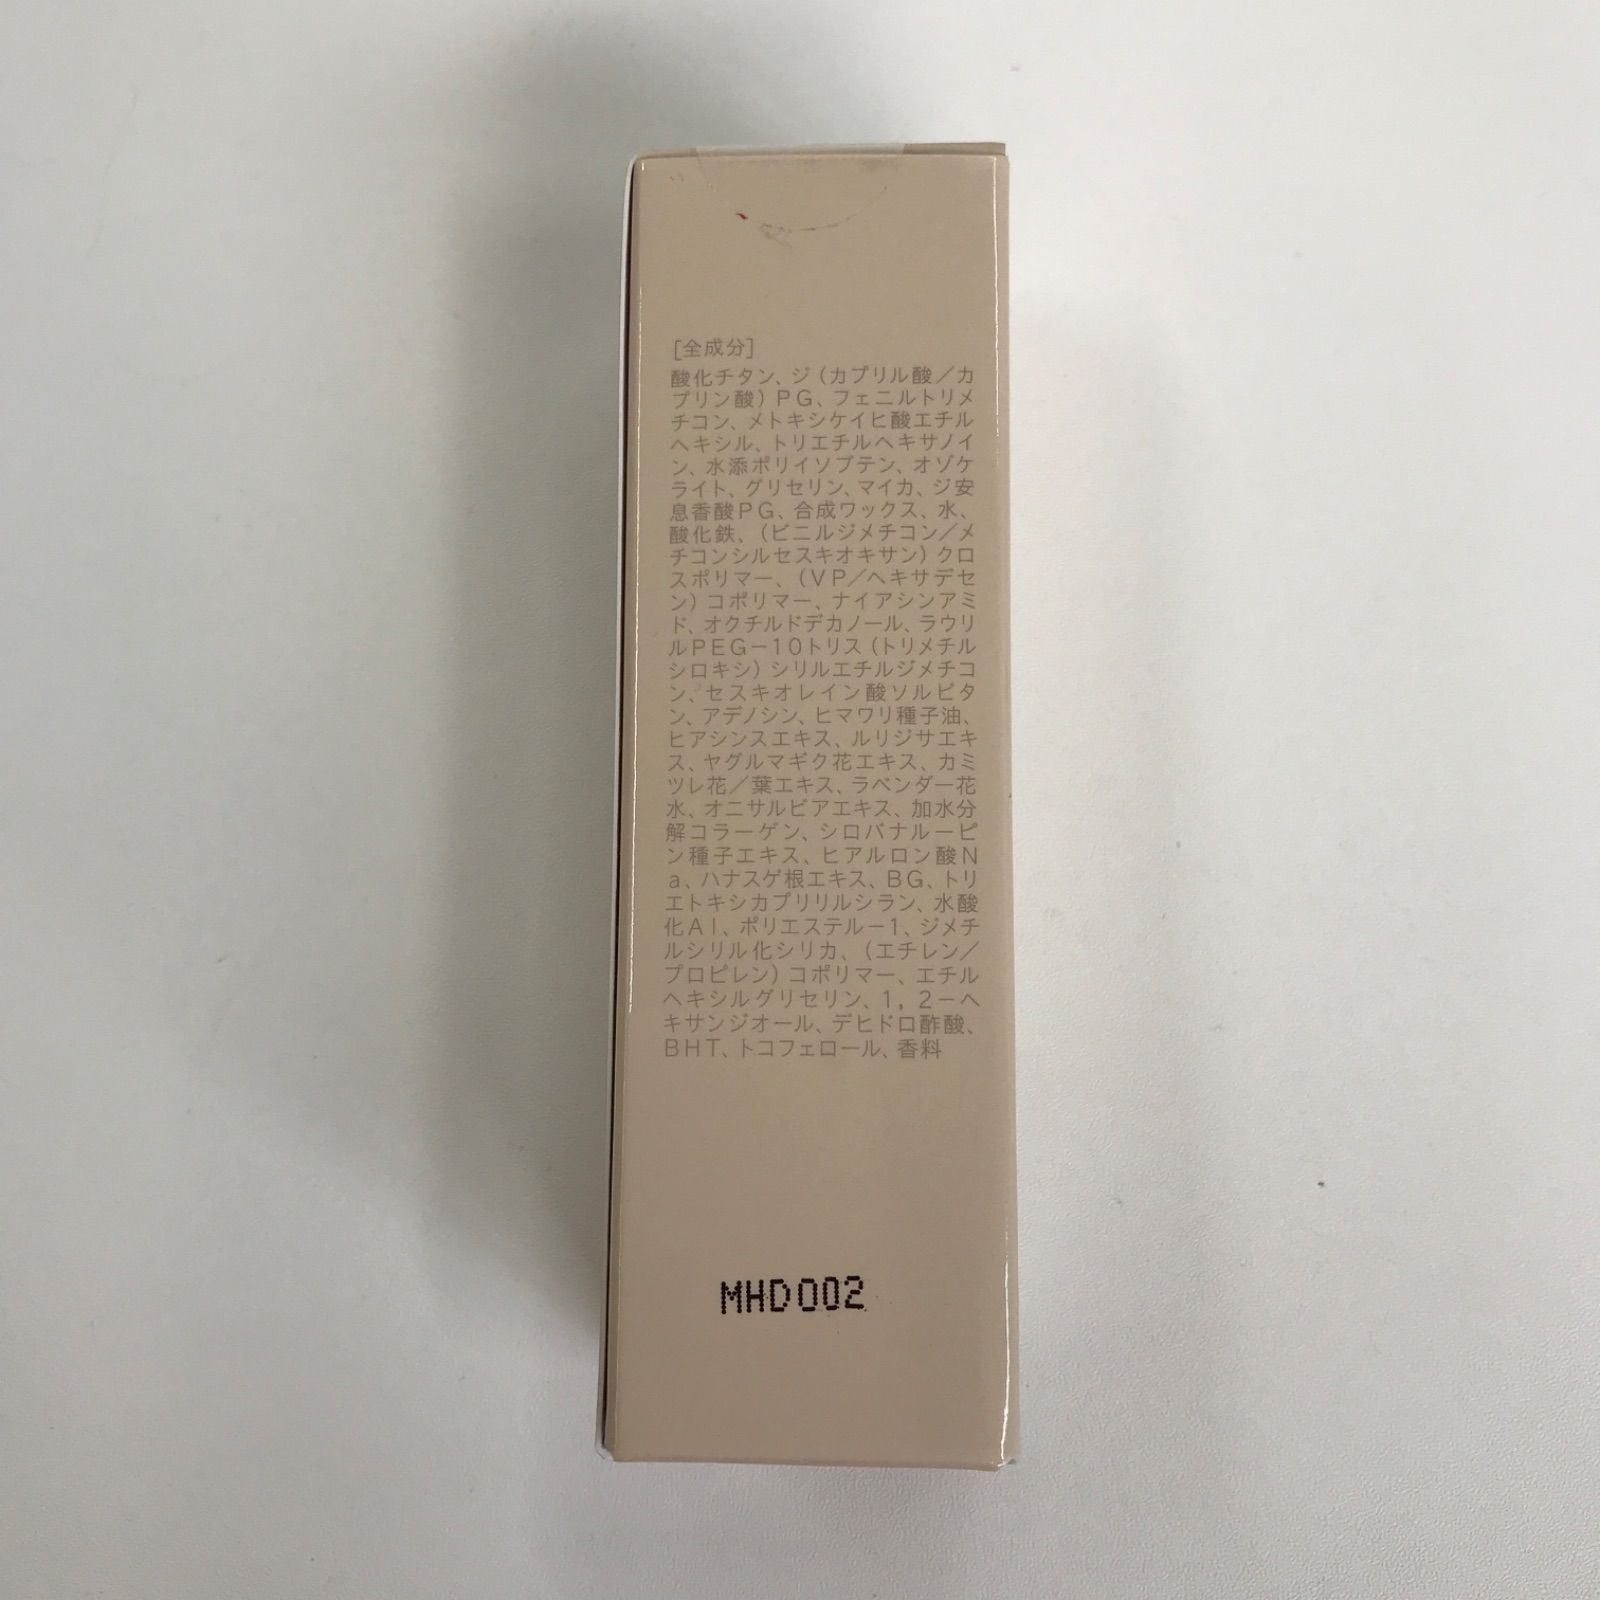 [全成分]
酸化チタン、ジ(カプリル酸/カ
プリン酸)PG、フェニルトリメ
チコン、メトキシケイヒ酸エチル
ヘキシル、トリエチルヘキサノイ
ン、水添ポリイソブテン、オゾケ
ライト、グリセリン、マイカ、ジ安
息香酸PG、合成ワックス、水、
酸化鉄、(ビニルジメチコン/メ
チコンシルセスキオキサン)クロ
スポリマー、(VP/ヘキサデセ
ン)コポリマー、ナイアシンアミ
ド、オクチルドデカノール、ラウリ
ルPEG-10トリス(トリメチル
シロキシ)シリルエチルジメチコ
ン、セスキオレイン酸ソルビタ
ン、アデノシン、ヒマワリ種子油、
ヒアシンスエキス、ルリジサエキ
ス、ヤグルマギク花エキス、カミ
ツレ花/葉エキス、ラベンダー花
水、オニサルビアエキス、加水分
解コラーゲン、シロバナルーピ
ン種子エキス、ヒアルロン酸N
a、ハナスゲ根エキス、BG、トリ
エトキシカプリリルシラン、水酸
化Al、ポリエステル-1、ジメチ
ルシリル化シリカ、(エチレン/
プロピレン)コポリマー、エチル
ヘキシルグリセリン、1,2-ヘ
キサンジオール、デヒドロ酢酸、
BHT、トコフェロール、香料
MHD002